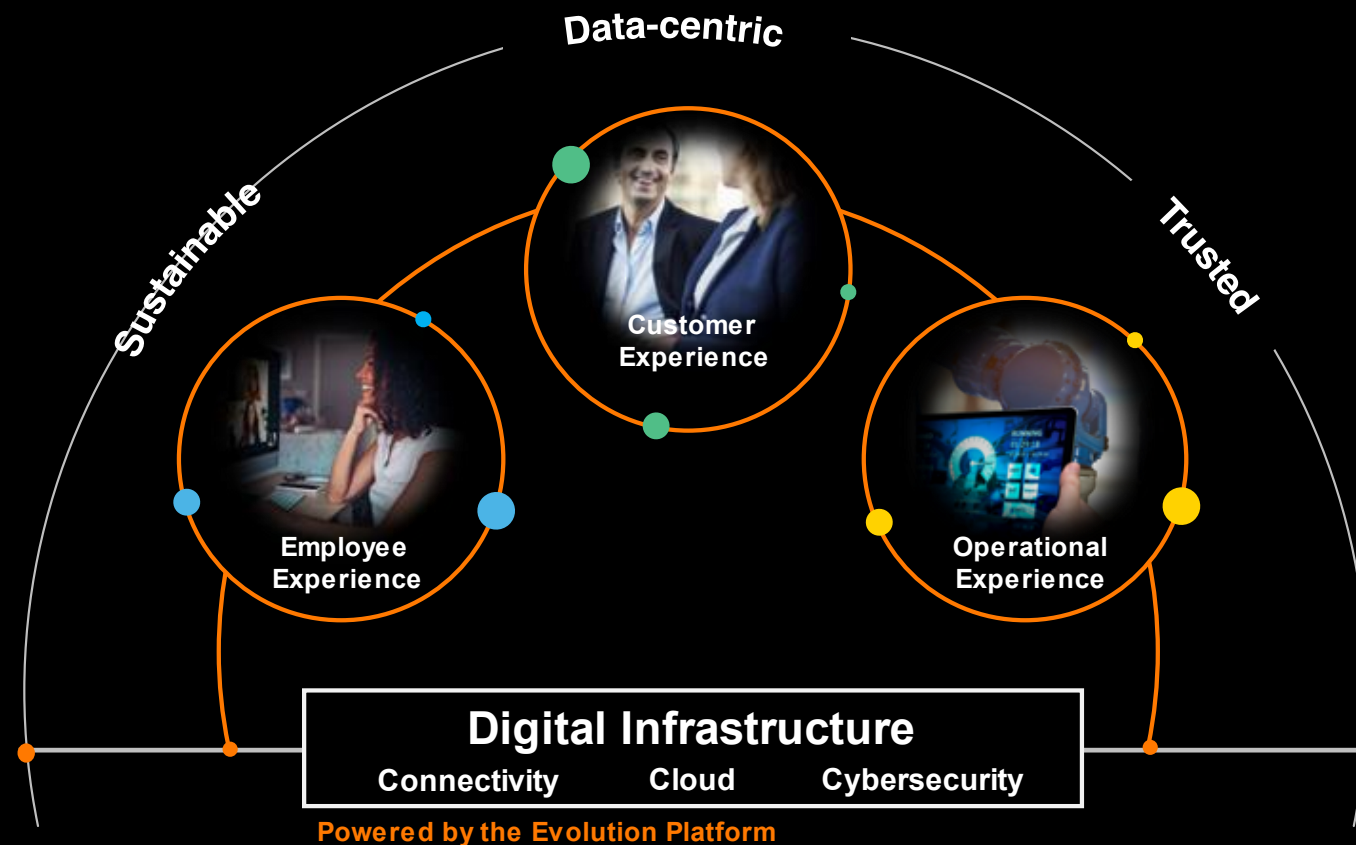 Data-centric
Sustainable
Trusted
Customer
Experience
Employee
Experience
Operational
Experience
Digital Infrastructure
Connectivity Cloud Cybersecurity
Powered by the Evolution Platform